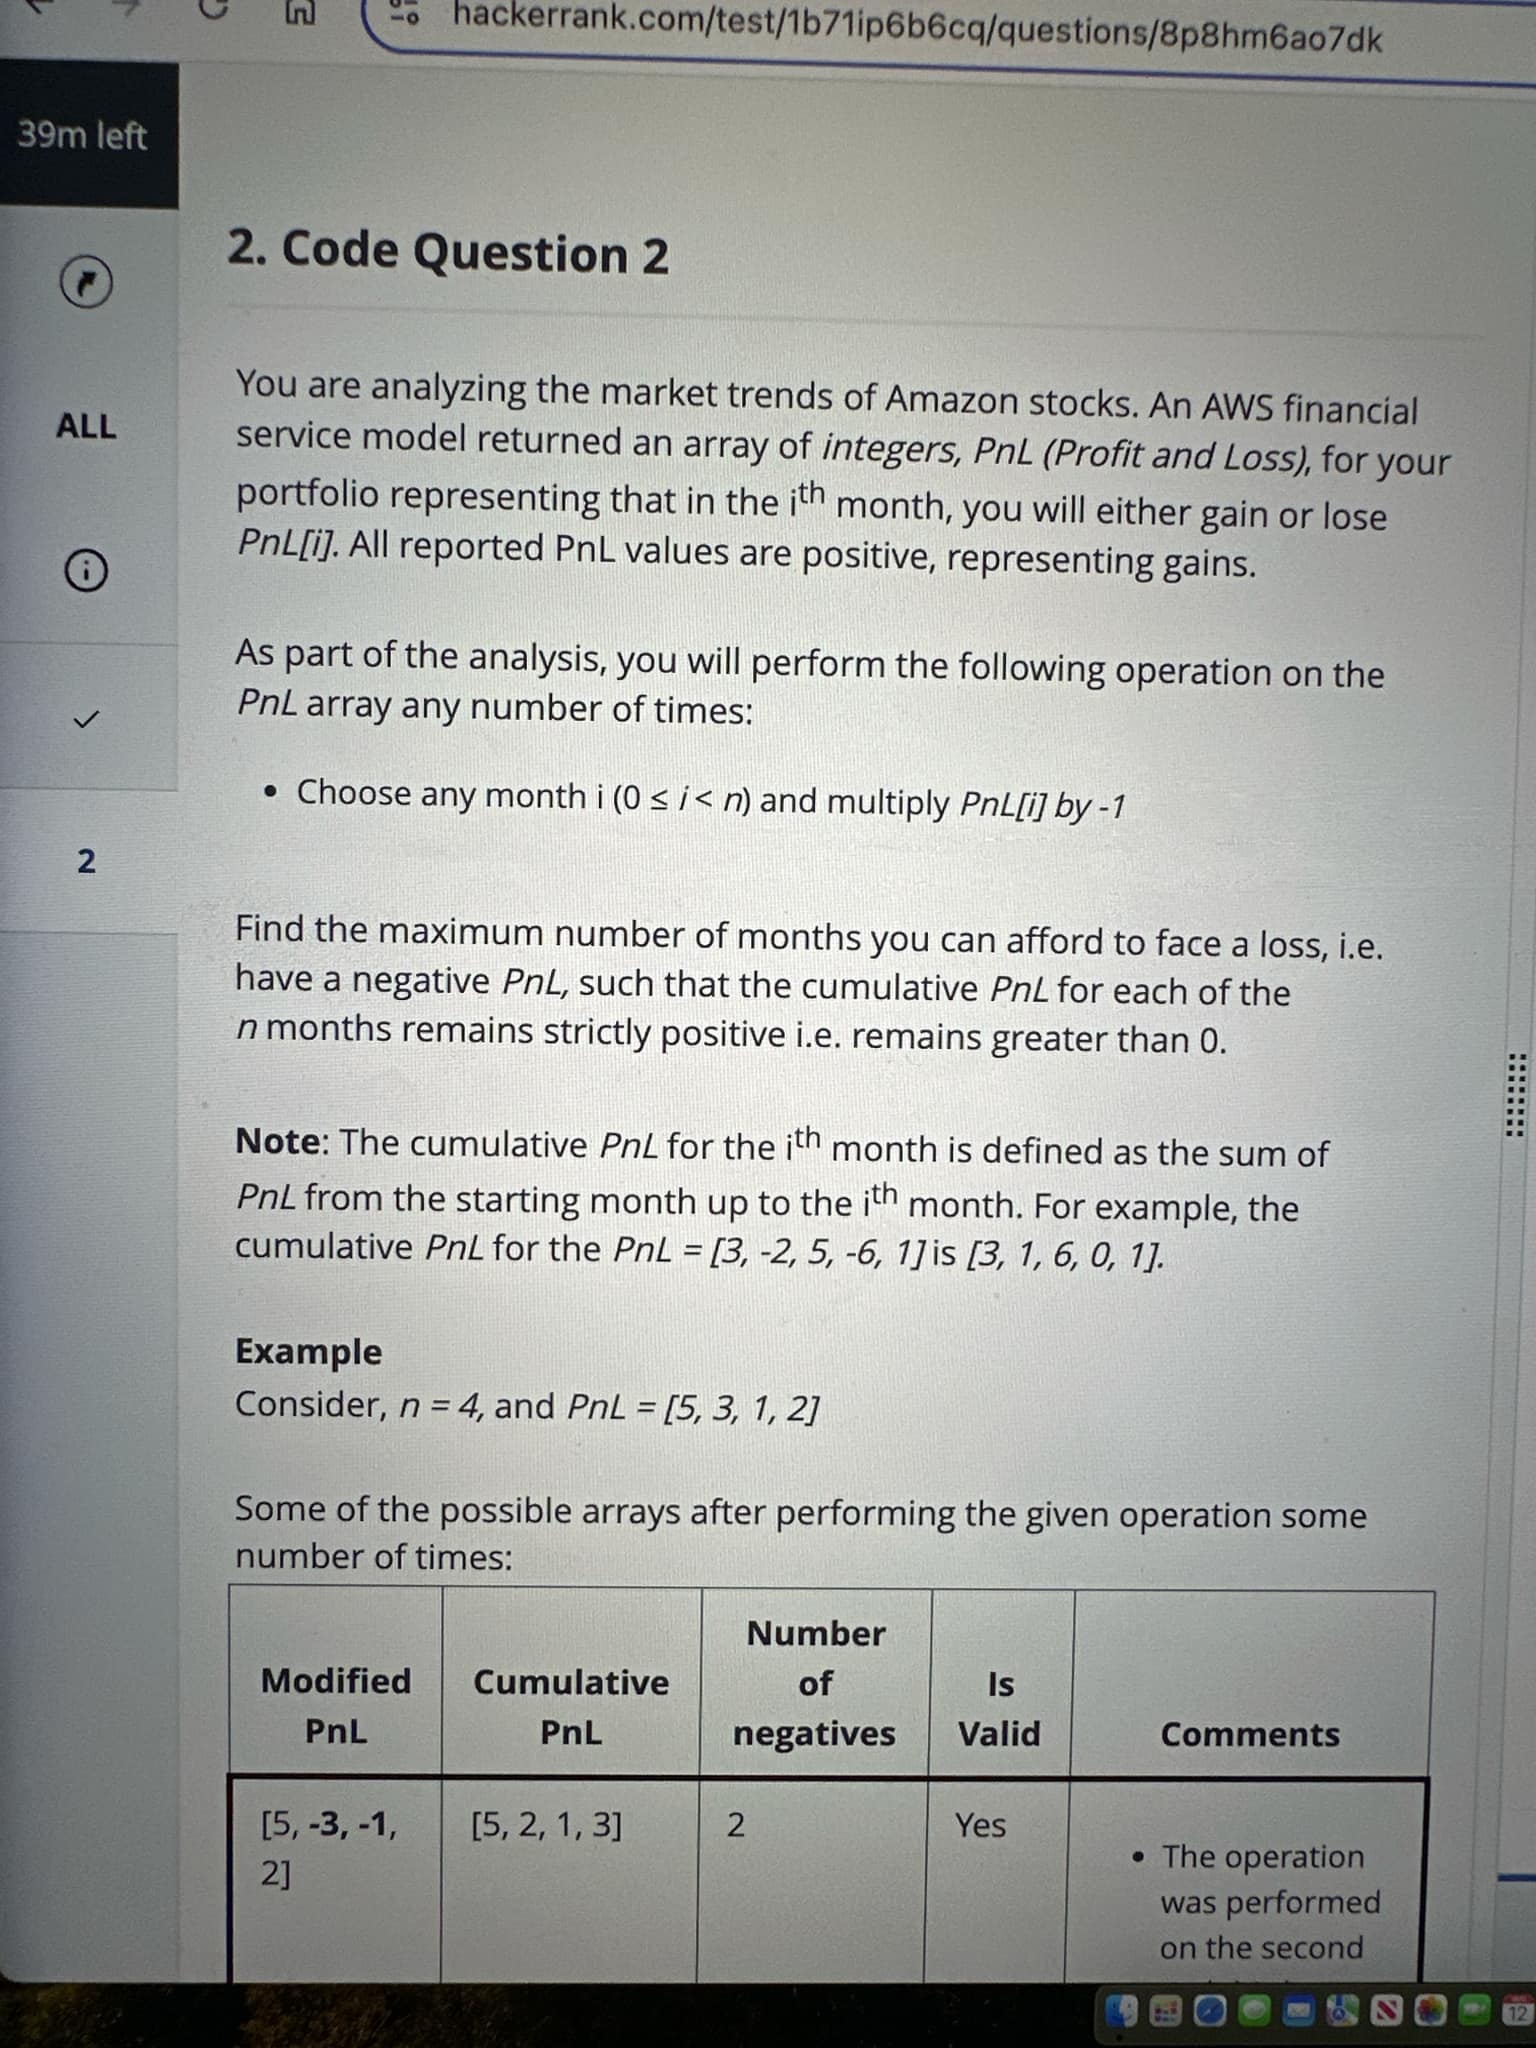 hackerrank.com/test/1b71ip6b6cq/questions/8p8hm6ao7dk
39m left
ALL
2
2. Code Question 2
You are analyzing the market trends of Amazon stocks. An AWS financial
service model returned an array of integers, PnL (Profit and Loss), for your
portfolio representing that in the ith month, you will either gain or lose
PnL[i]. All reported PnL values are positive, representing gains.
As part of the analysis, you will perform the following operation on the
PnL array any number of times:
• Choose any month i (0 ≤ i < n) and multiply PnL[i] by -1
Find the maximum number of months you can afford to face a loss, i.e.
have a negative PnL, such that the cumulative PnL for each of the
n months remains strictly positive i.e. remains greater than 0.
Note: The cumulative PnL for the ith month is defined as the sum of
PnL from the starting month up to the ith month. For example, the
cumulative PnL for the PnL = [3, -2, 5, -6, 1] is [3, 1, 6, 0, 1].
Example
Consider, n = 4, and PnL = [5, 3, 1, 2]
Some of the possible arrays after performing the given operation some
number of times:
Modified PnL
Cumulative PnL
Number of negatives
Is Valid
Comments
[5, -3, -1, 2]
[5, 2, 1, 3]
2
Yes
• The operation
was performed
on the second
12